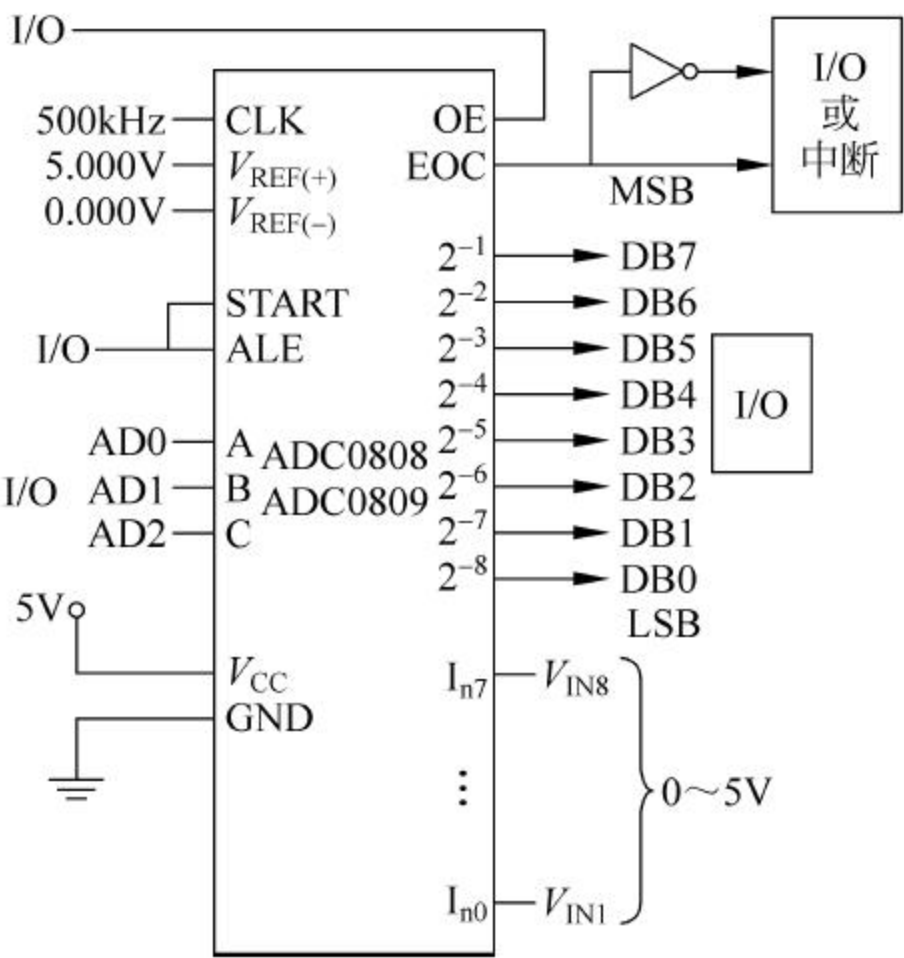 I/O
500kHz CLK OE
5.000V V_REF(+) EOC
0.000V V_REF(−)
I/O
或
中断
MSB
2⁻¹ DB7
START 2⁻² DB6
I/O ALE 2⁻³ DB5
2⁻⁴ DB4
I/O
AD0 A 2⁻⁵ DB3
ADC0808
I/O AD1 B 2⁻⁶ DB2
ADC0809
AD2 C 2⁻⁷ DB1
2⁻⁸ DB0
5V LSB
V_CC I_n7 V_IN8
GND
⋮ 0～5V
I_n0 V_IN1